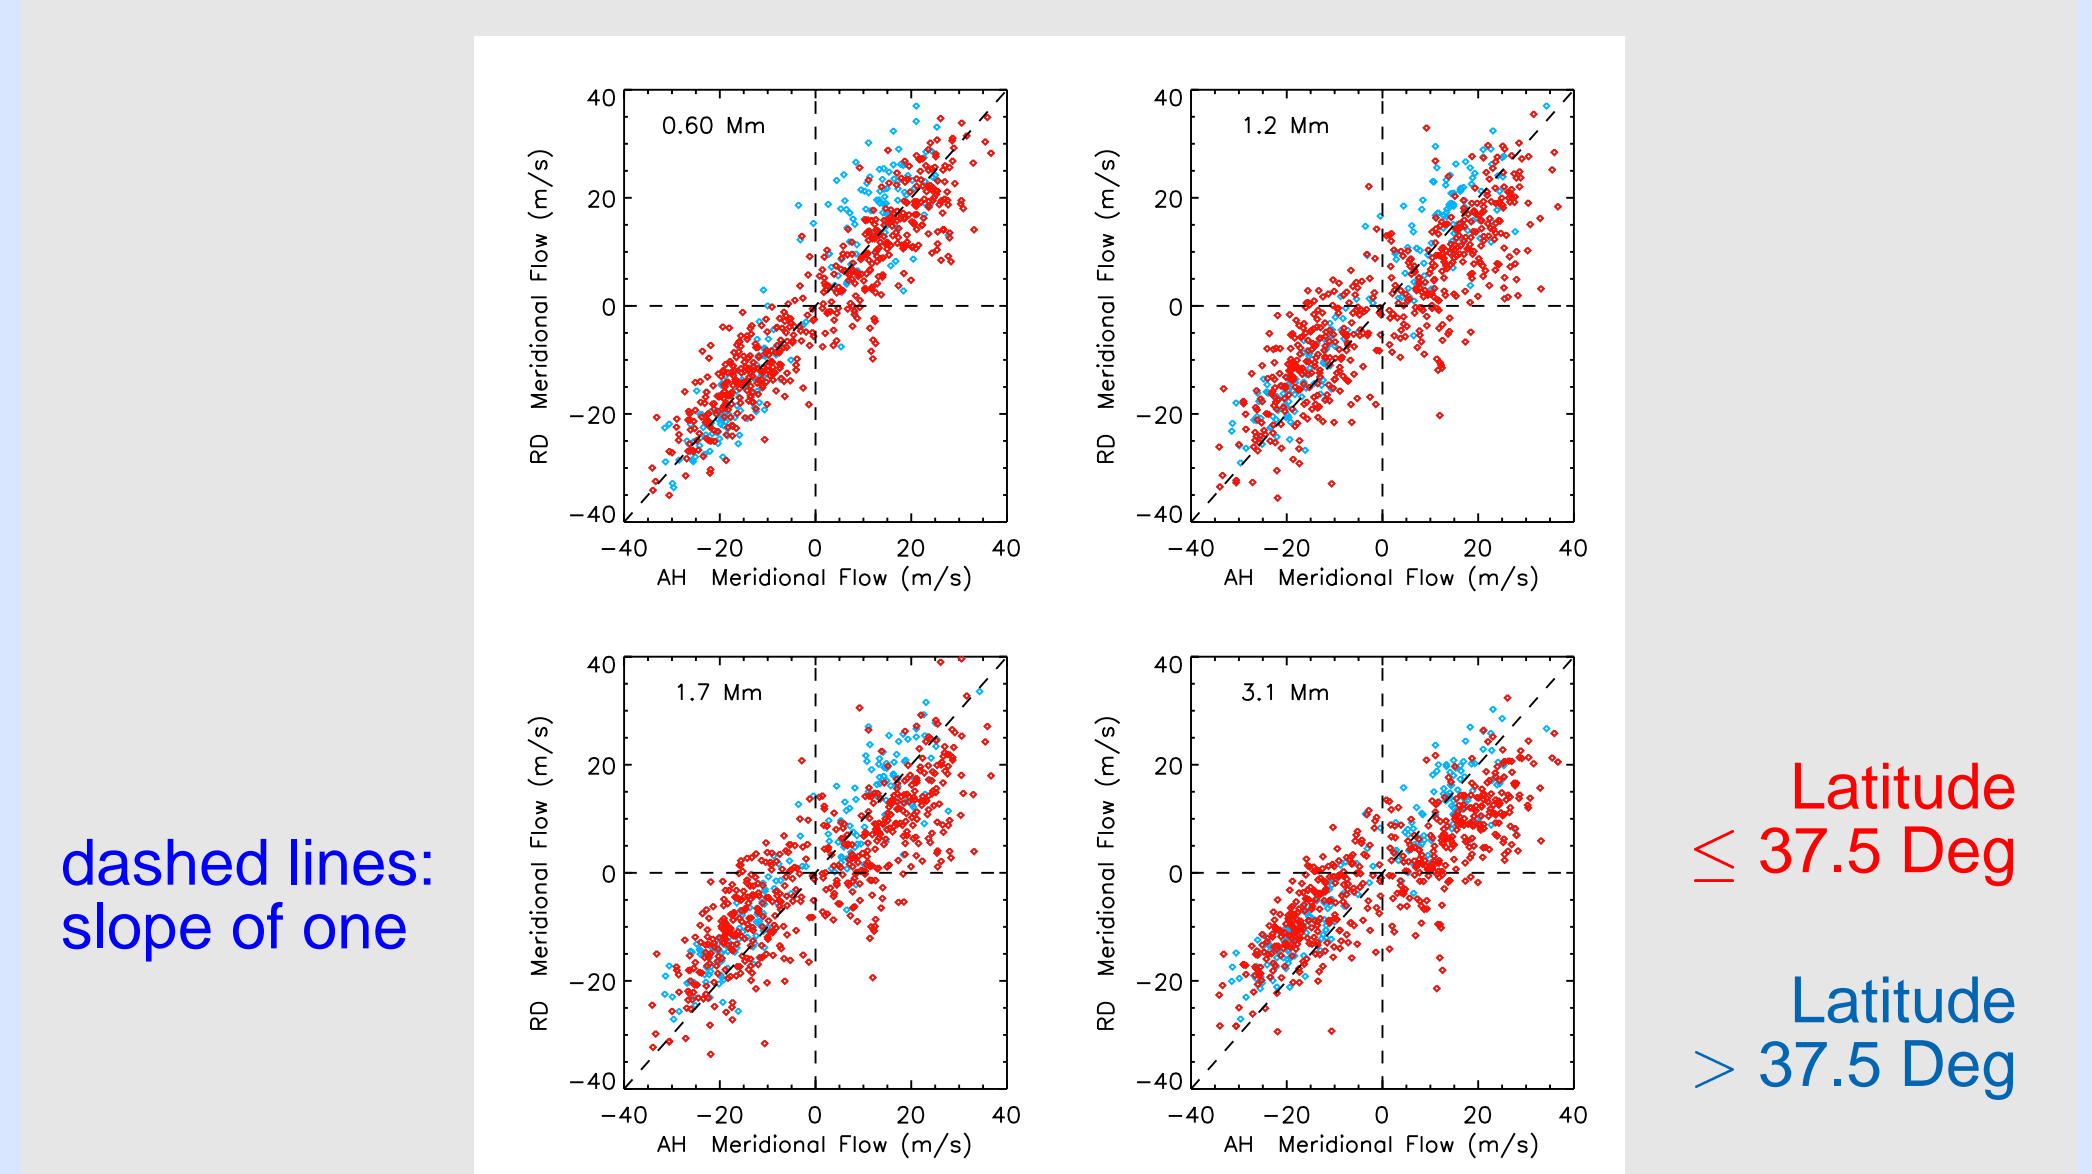 40
20
0
−20
−40
0.60 Mm
RD Meridional Flow (m/s)
−40 −20 0 20 40
AH Meridional Flow (m/s)
40
20
0
−20
−40
1.2 Mm
RD Meridional Flow (m/s)
−40 −20 0 20 40
AH Meridional Flow (m/s)
40
20
0
−20
−40
1.7 Mm
RD Meridional Flow (m/s)
−40 −20 0 20 40
AH Meridional Flow (m/s)
40
20
0
−20
−40
3.1 Mm
RD Meridional Flow (m/s)
−40 −20 0 20 40
AH Meridional Flow (m/s)
dashed lines:
slope of one
Latitude
≤ 37.5 Deg
Latitude
> 37.5 Deg